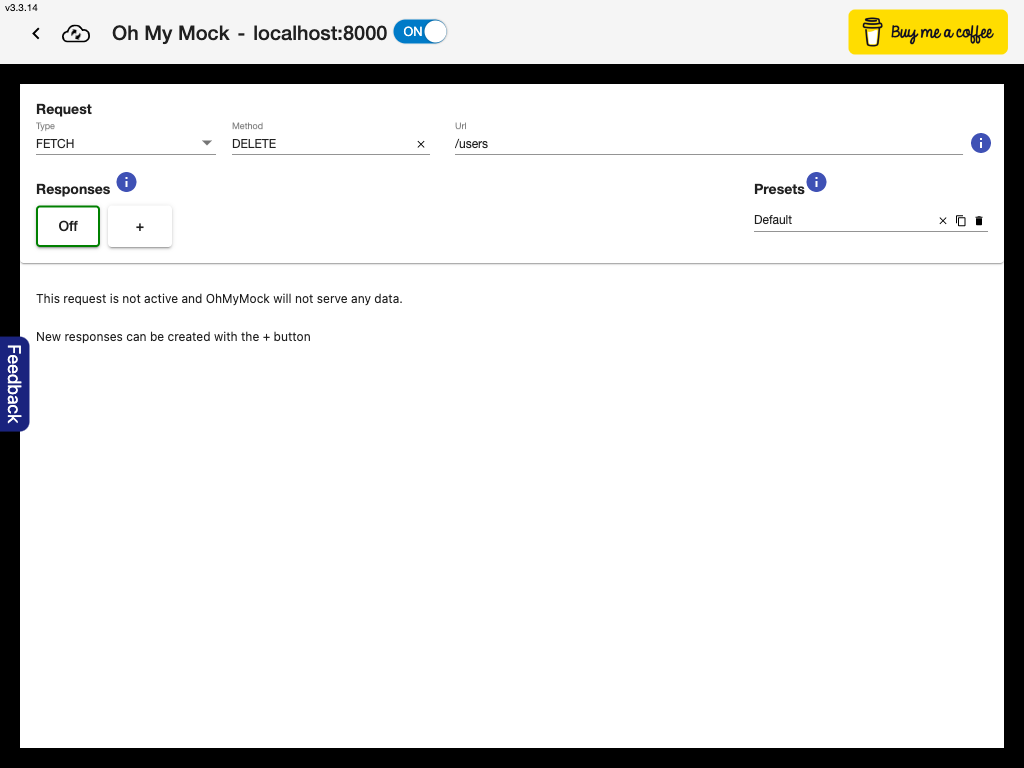 v3.3.14
Oh My Mock - localhost:8000 ON
Buy me a coffee
Request
Type Method Url
FETCH DELETE × /users i
Responses i Presets i
Off + Default ×
This request is not active and OhMyMock will not serve any data.
New responses can be created with the + button
Feedback